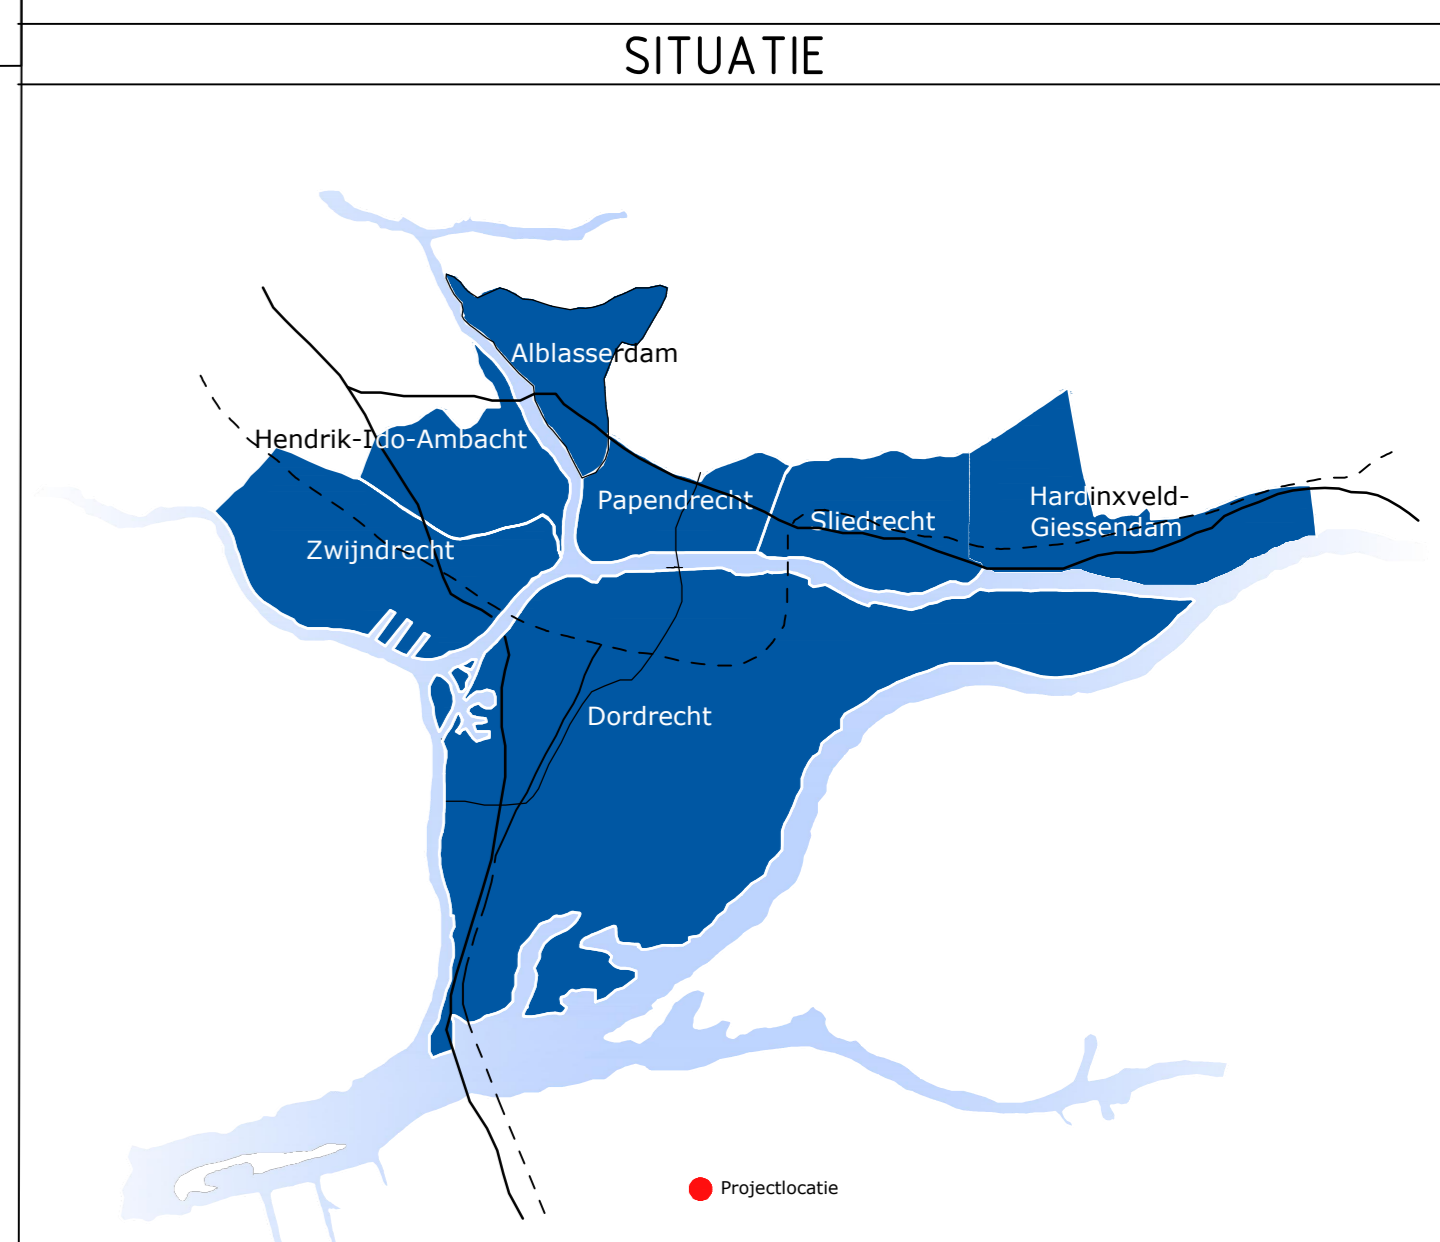 SITUATIE
Alblasserdam
Hendrik-Ido-Ambacht
Papendrecht
Sliedrecht
Hardinxveld-
Giessendam
Zwijndrecht
Dordrecht
Projectlocatie